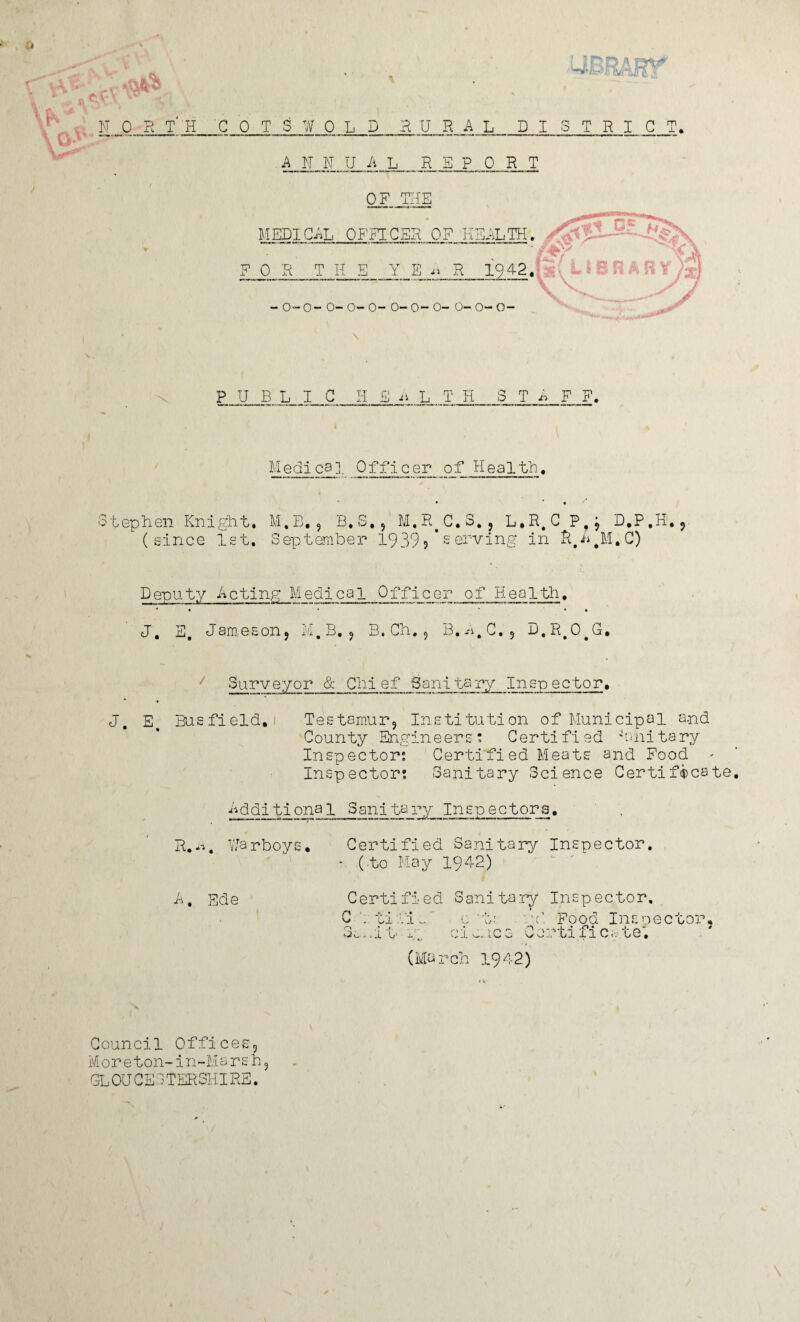 LIBRARY
NORTH COTSWOLD RURAL DISTRICT.
ANNUAL REPORT
OF THE
MEDICAL OFFICER OF HEALTH.
FOR THE YEAR 1942.
LIBRARY
-O-O-O-O-O-O-O-O-O-O-O-
PUBLIC HEALTH STAFF.
Medical Officer of Health.
Stephen Knight. M.B., B.S., M.R.C.S., L.R.C.P.; D.P.H.,
(since 1st. September 1939, serving in R.A.M.C)
Deputy Acting Medical Officer of Health.
J. E. Jameson, M.B., B.Ch., B.A.C., D.R.O.G.
Surveyor & Chief Sanitary Inspector.
J. E. Busfield. Testamur, Institution of Municipal and
County Engineers: Certified Sanitary
Inspector: Certified Meats and Food -
Inspector: Sanitary Science Certificate.
Additional Sanitary Inspectors.
R.A. Warboys. Certified Sanitary Inspector.
- (to May 1942)
A. Ede Certified Sanitary Inspector.
Food Inspector,
Certificate.
(March 1942)
Council Offices,
Moreton-in-Marsh,
GLOUCESTERSHIRE.